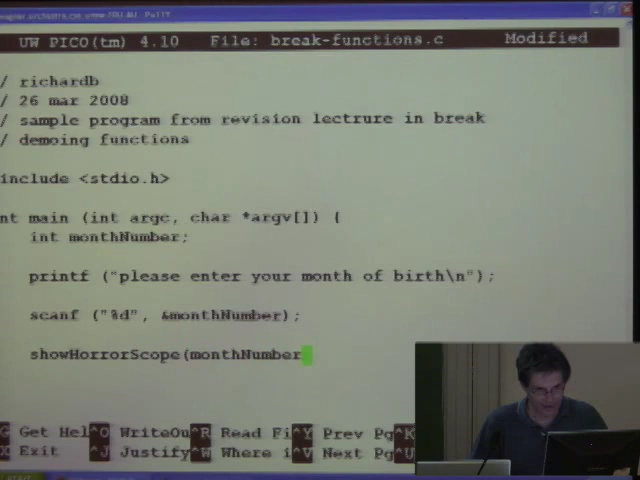 UW PICO(tm) 4.10 File: break-functions.c Modified
/ richardb
/ 26 mar 2008
/ sample program from revision lectrure in break
/ demoing functions
include <stdio.h>
nt main (int argc, char *argv[]) {
int monthNumber;
printf ("please enter your month of birth\n");
scanf ("%d", &monthNumber);
showHorrorScope(monthNumber
G Get Hel^O WriteOu^R Read Fi^Y Prev Pg^K
X Exit ^J Justify^W Where i^V Next Pg^U